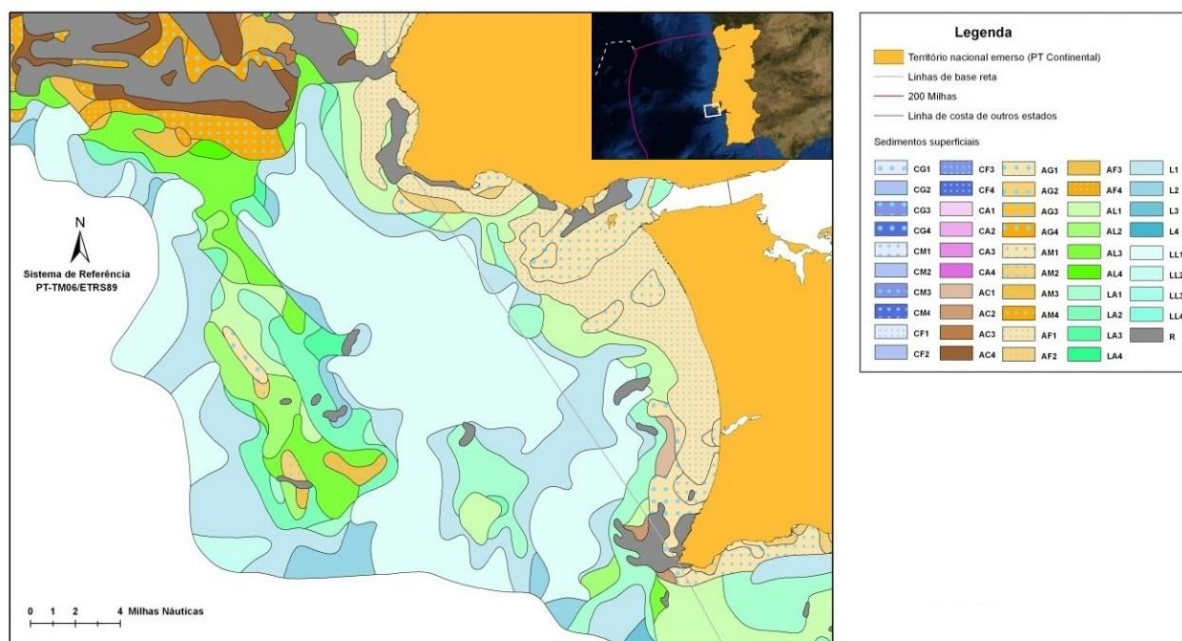 N
Sistema de Referência
PT-TM06/ETRS89
0 1 2 4 Milhas Náuticas
Legenda
Território nacional emerso (PT Continental)
Linhas de base reta
200 Milhas
Linha de costa de outros estados
Sedimentos superficiais
CG1 CF3 AG1 AF3 L1
CG2 CF4 AG2 AF4 L2
CG3 CA1 AG3 AL1 L3
CG4 CA2 AG4 AL2 L4
CM1 CA3 AM1 AL3 LL1
CM2 CA4 AM2 AL4 LL2
CM3 AC1 AM3 LA1 LL3
CM4 AC2 AM4 LA2 LL4
CF1 AC3 AF1 LA3 R
CF2 AC4 AF2 LA4